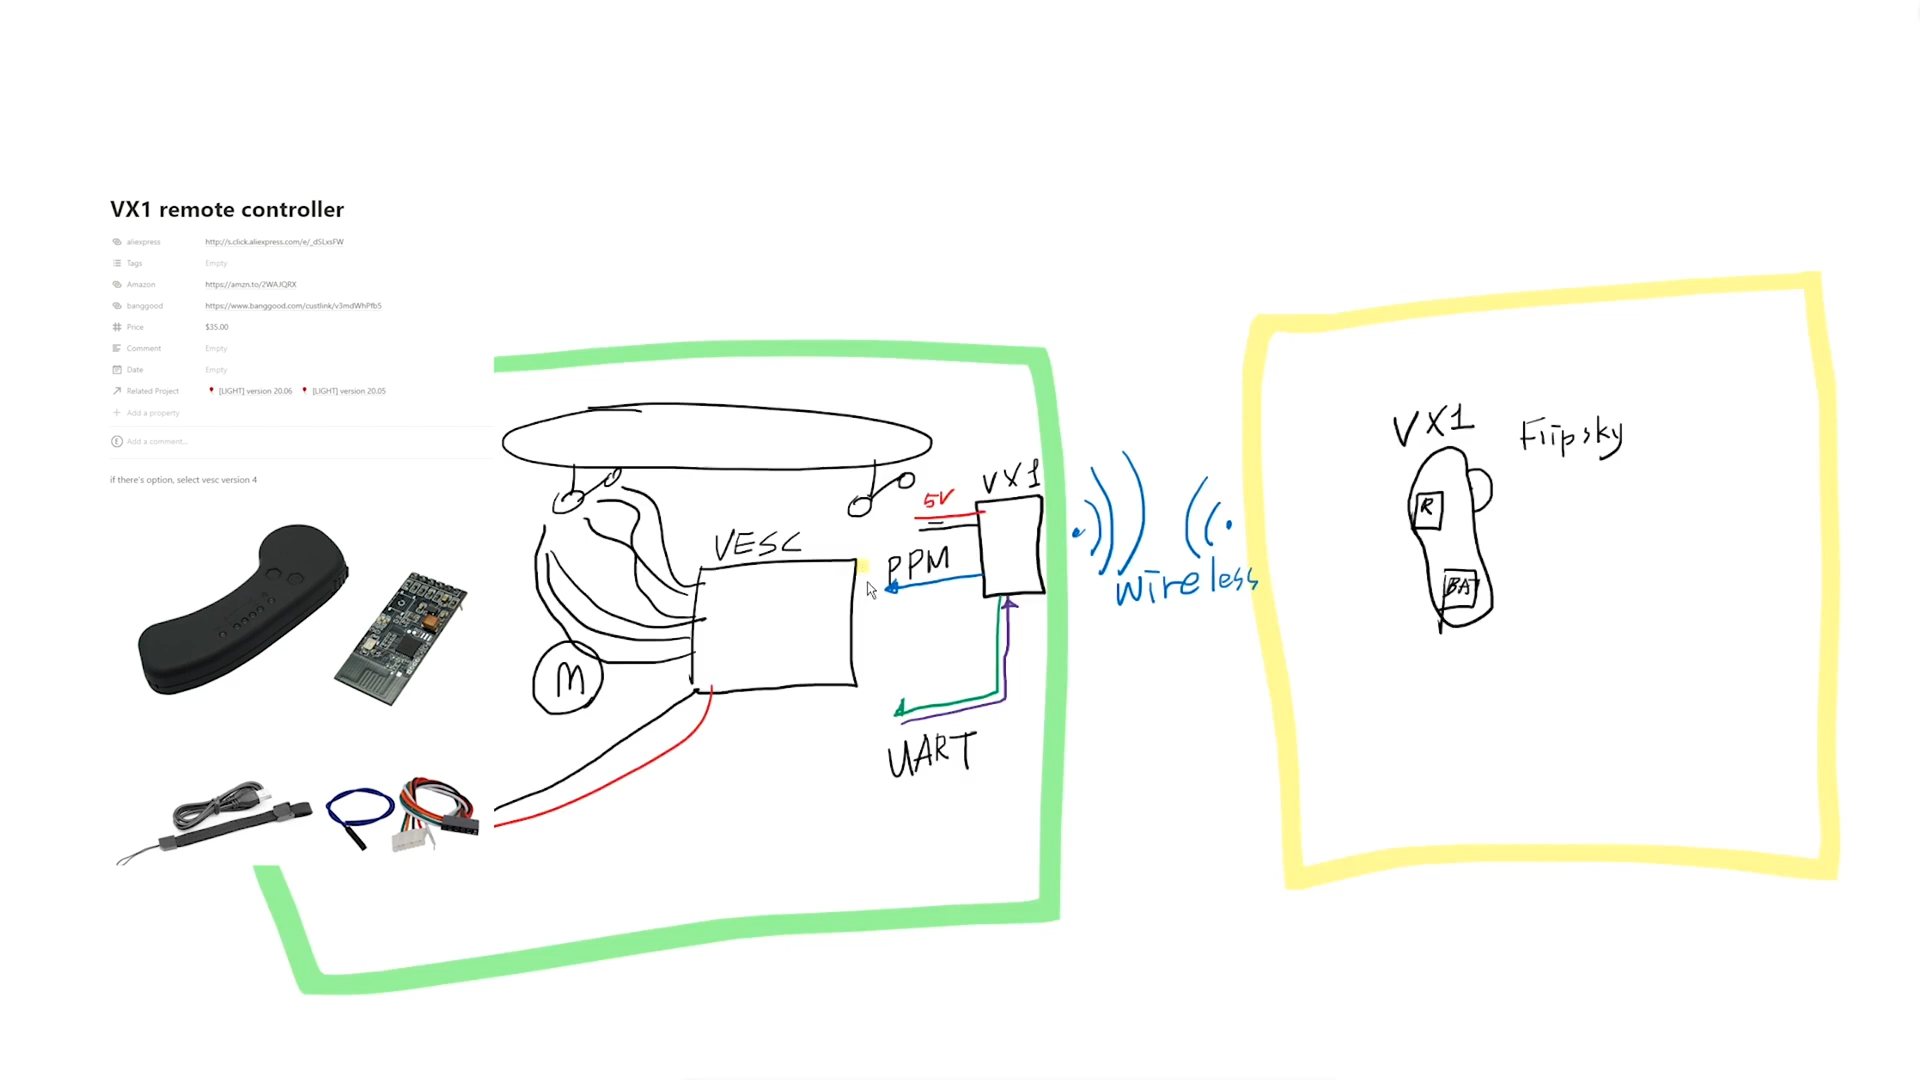 VX1 remote controller
aliexpress http://s.click.aliexpress.com/e/_dSLxsFW
Tags Empty
Amazon https://amzn.to/2WAJQRX
banggood https://www.banggood.com/custlink/v3mdWhPfb5
Price $35.00
Comment Empty
Date Empty
Related Project [LIGHT] version 20.06 [LIGHT] version 20.05
Add a property
E Add a comment...
if there's option, select vesc version 4
VESC
M
5V
VX1
PPM
UART
wireless
VX1 Flipsky
R
BA